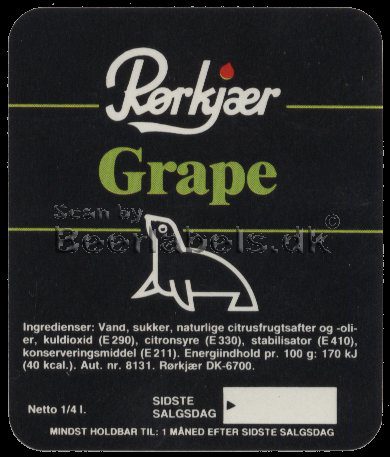 Rørkjær
Grape
Scan by
Beerlabels.dk ©
Ingredienser: Vand, sukker, naturlige citrusfrugtsafter og -oli-
er, kuldioxid (E290), citronsyre (E330), stabilisator (E410),
konserveringsmiddel (E211). Energiindhold pr. 100 g: 170 kJ
(40 kcal.). Aut. nr. 8131. Rørkjær DK-6700.
Netto 1/4 l.
SIDSTE
SALGSDAG
MINDST HOLDBAR TIL: 1 MÅNED EFTER SIDSTE SALGSDAG